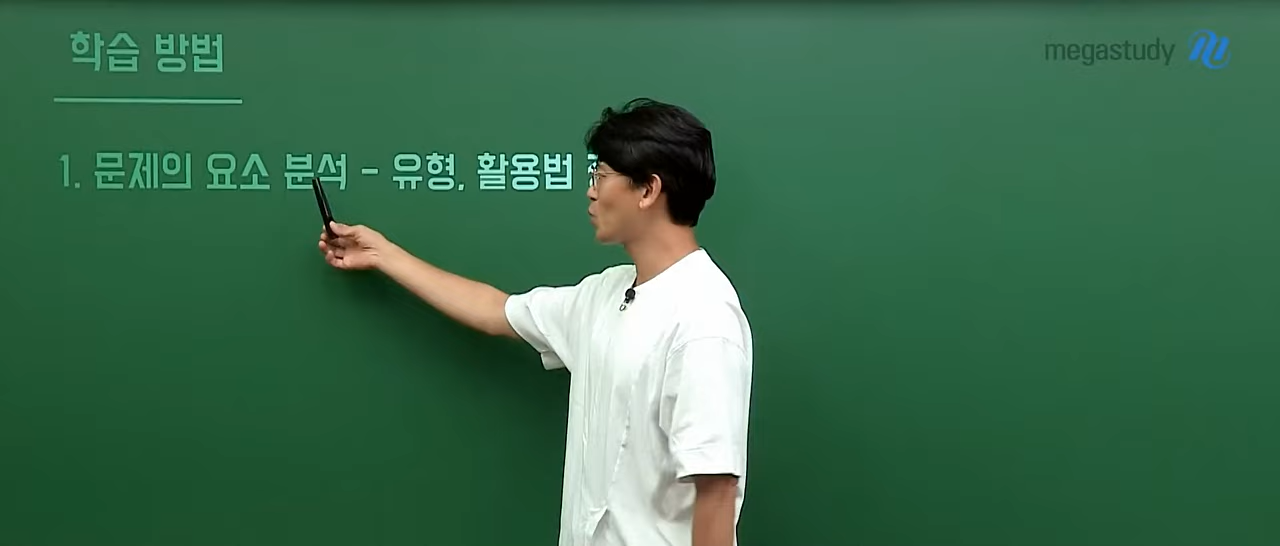 학습 방법
megastudy
1. 문제의 요소 분석 - 유형, 활용법